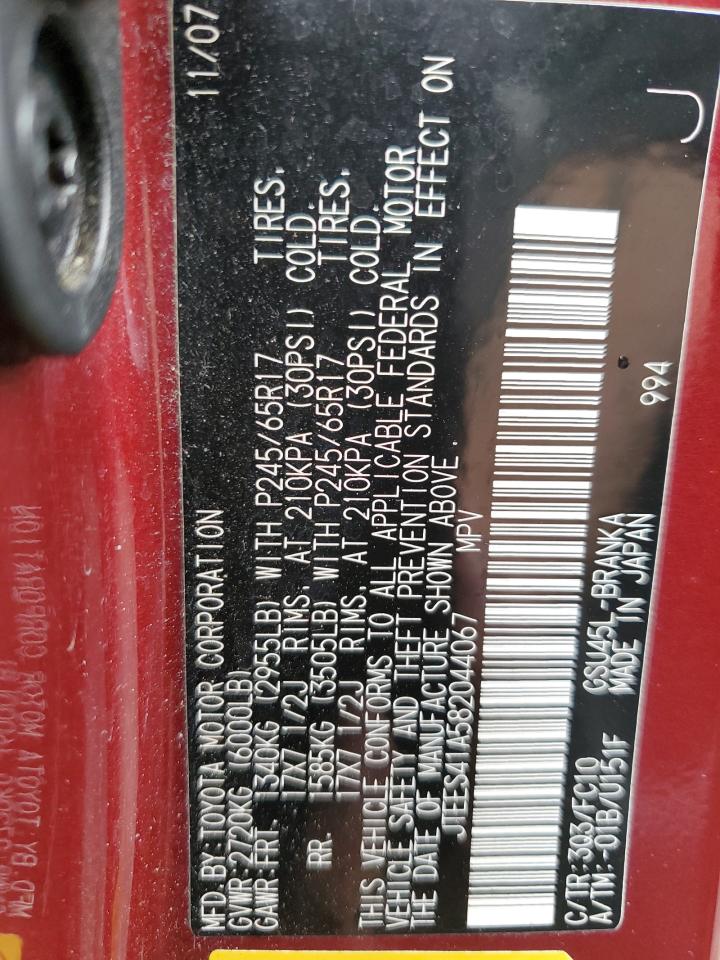 MFD. BY: TOYOTA MOTOR CORPORATION 11/07
GVWR: 2720KG (6000LB)
GAWR: FRT. 1340KG (2955LB) WITH P245/65R17 TIRES.
17X7 1/2J RIMS. AT 210KPA (30PSI) COLD.
RR. 1585KG (3505LB) WITH P245/65R17 TIRES.
17X7 1/2J RIMS. AT 210KPA (30PSI) COLD.
THIS VEHICLE CONFORMS TO ALL APPLICABLE FEDERAL MOTOR
VEHICLE SAFETY AND THEFT PREVENTION STANDARDS IN EFFECT ON
THE DATE OF MANUFACTURE SHOWN ABOVE.
JTEES41A582044067 MPV
C/TR: 3Q3/FC10 GSU45L-BRANKA 994
A/TM: -01B/U151F MADE IN JAPAN
J